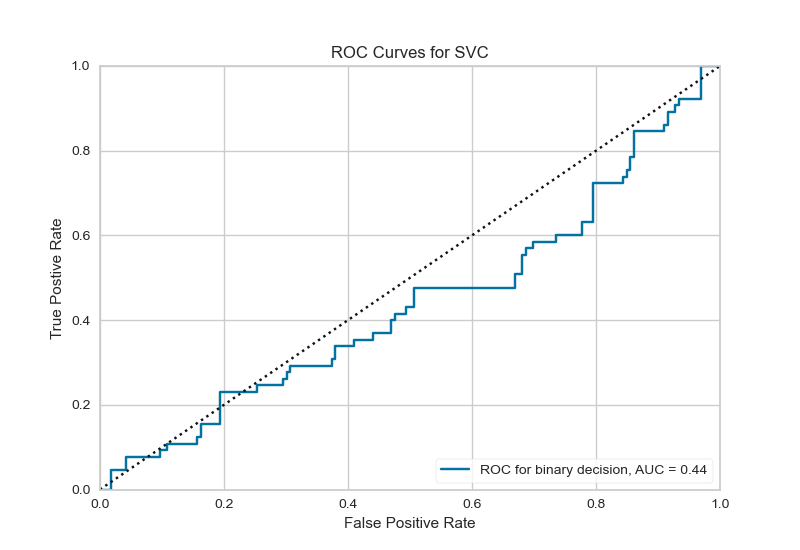 ROC Curves for SVC
1.0
0.8
0.6
0.4
0.2
0.0
True Postive Rate
ROC for binary decision, AUC = 0.44
0.0 0.2 0.4 0.6 0.8 1.0
False Positive Rate